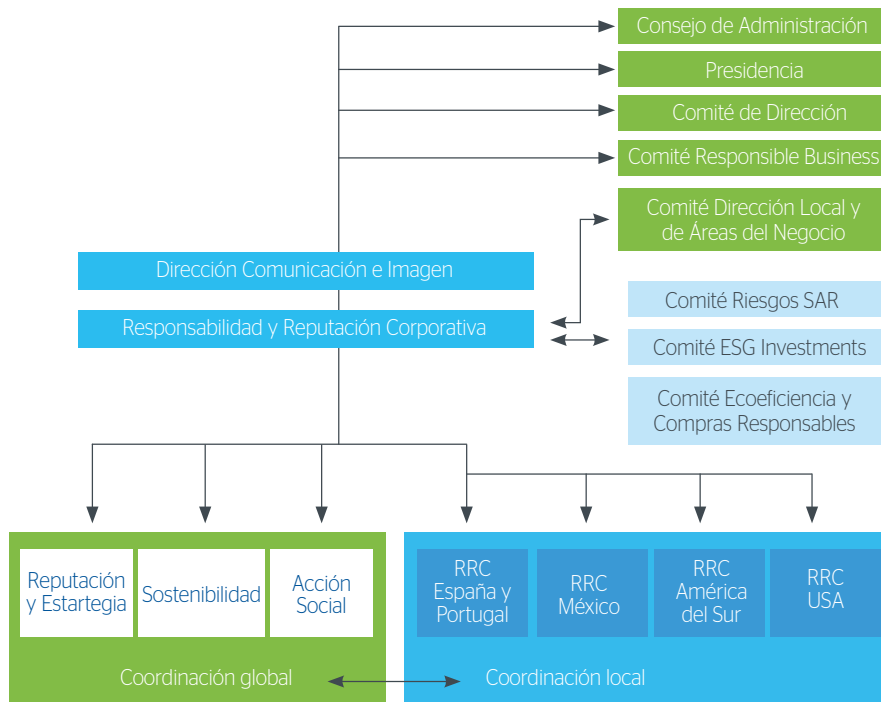 Consejo de Administración
Presidencia
Comité de Dirección
Comité Responsible Business
Comité Dirección Local y
de Áreas del Negocio
Dirección Comunicación e Imagen
Responsabilidad y Reputación Corporativa
Comité Riesgos SAR
Comité ESG Investments
Comité Ecoeficiencia y
Compras Responsables
Reputación
y Estartegia
Sostenibilidad
Acción
Social
RRC
España y
Portugal
RRC
México
RRC
América
del Sur
RRC
USA
Coordinación global
Coordinación local